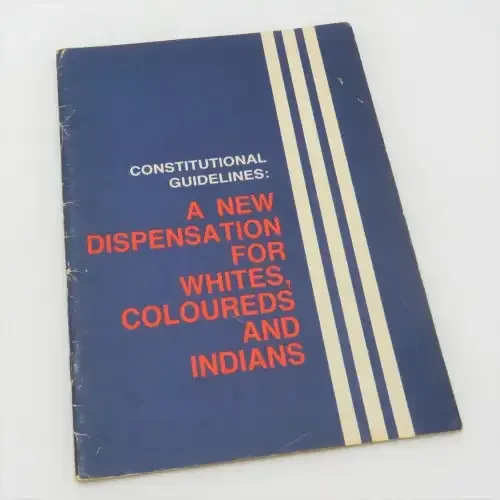 CONSTITUTIONAL
GUIDELINES:
A NEW
DISPENSATION
FOR
WHITES,
COLOUREDS
AND
INDIANS